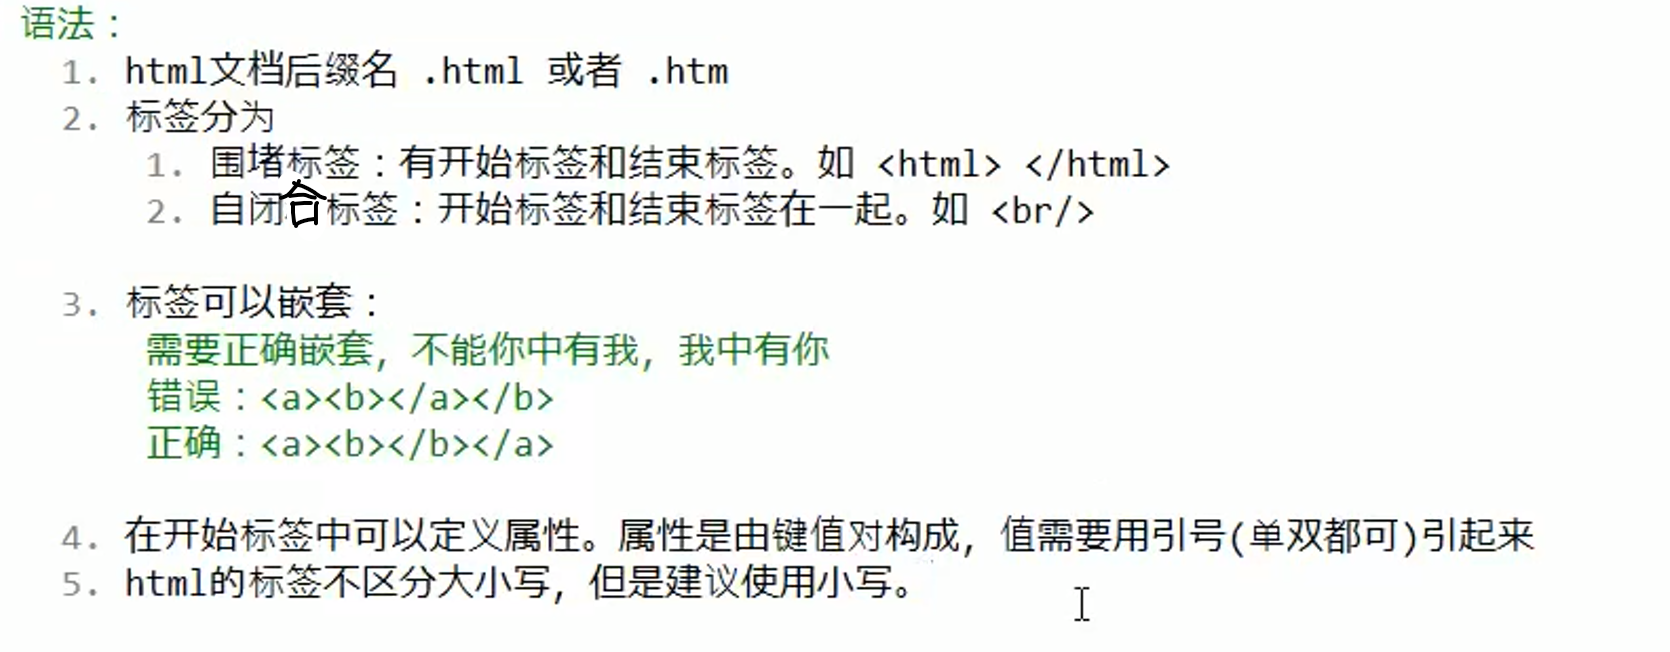 语法：
1. html文档后缀名 .html 或者 .htm
2. 标签分为
1. 围堵标签：有开始标签和结束标签。如 <html> </html>
2. 自闭合标签：开始标签和结束标签在一起。如 <br/>
3. 标签可以嵌套：
需要正确嵌套，不能你中有我，我中有你
错误：<a><b></a></b>
正确：<a><b></b></a>
4. 在开始标签中可以定义属性。属性是由键值对构成，值需要用引号(单双都可)引起来
5. html的标签不区分大小写，但是建议使用小写。